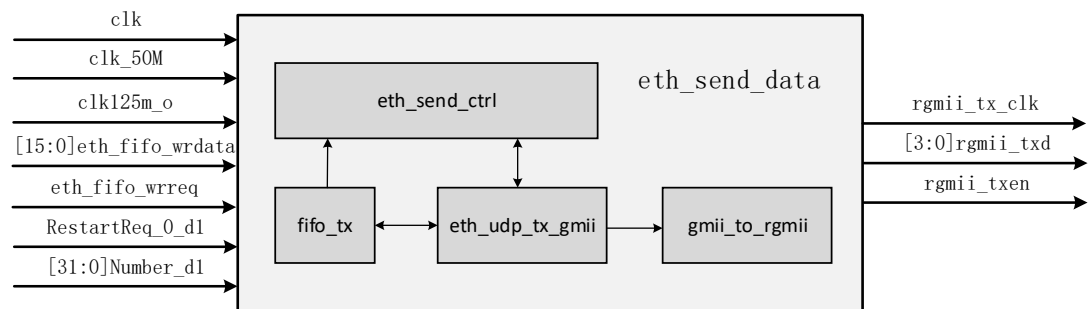 clk
clk_50M
clk125m_o
[15:0]eth_fifo_wrdata
eth_fifo_wrreq
RestartReq_0_d1
[31:0]Number_d1
eth_send_data
eth_send_ctrl
fifo_tx
eth_udp_tx_gmii
gmii_to_rgmii
rgmii_tx_clk
[3:0]rgmii_txd
rgmii_txen